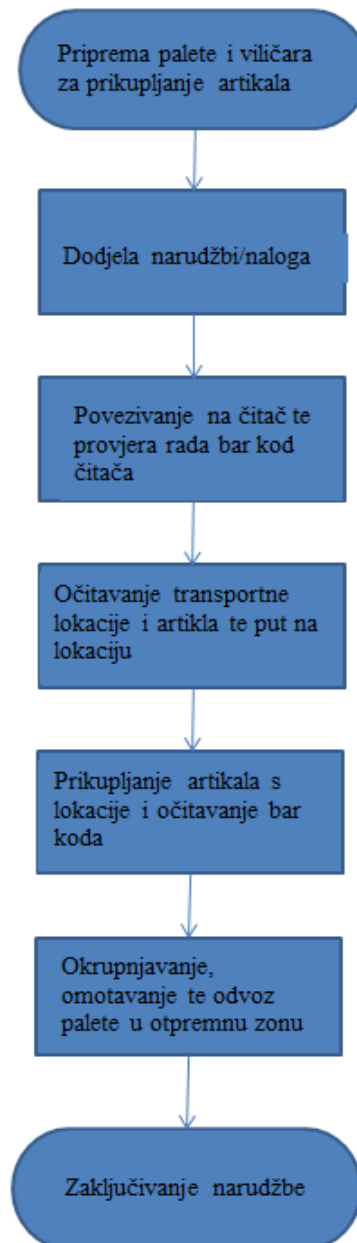 Priprema palete i viličara
za prikupljanje artikala
Dodjela narudžbi/naloga
Povezivanje na čitač te
provjera rada bar kod
čitača
Očitavanje transportne
lokacije i artikla te put na
lokaciju
Prikupljanje artikala s
lokacije i očitavanje bar
koda
Okrupnjavanje,
omotavanje te odvoz
palete u otpremnu zonu
Zaključivanje narudžbe